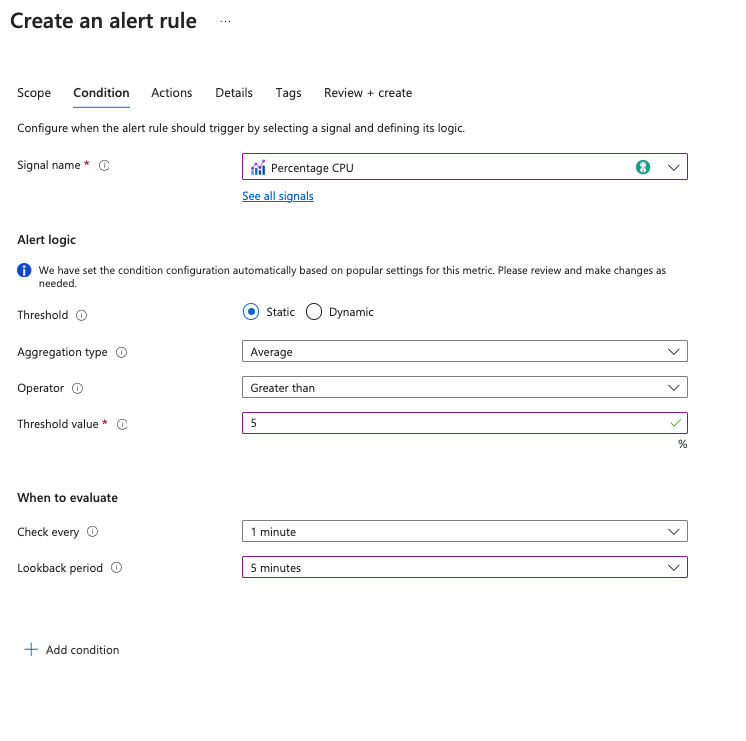 Create an alert rule ...
Scope Condition Actions Details Tags Review + create
Configure when the alert rule should trigger by selecting a signal and defining its logic.
Signal name * Percentage CPU
See all signals
Alert logic
We have set the condition configuration automatically based on popular settings for this metric. Please review and make changes as
needed.
Threshold Static Dynamic
Aggregation type Average
Operator Greater than
Threshold value * 5
%
When to evaluate
Check every 1 minute
Lookback period 5 minutes
+ Add condition